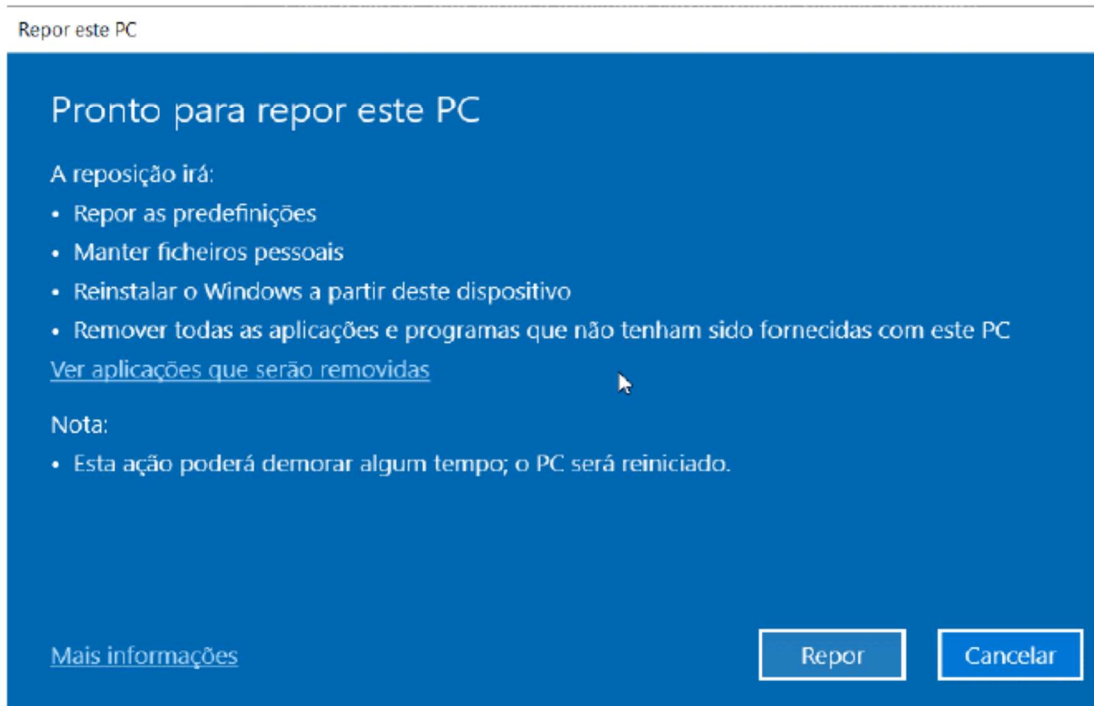 Repor este PC
Pronto para repor este PC
A reposição irá:
• Repor as predefinições
• Manter ficheiros pessoais
• Reinstalar o Windows a partir deste dispositivo
• Remover todas as aplicações e programas que não tenham sido fornecidas com este PC
Ver aplicações que serão removidas
Nota:
• Esta ação poderá demorar algum tempo; o PC será reiniciado.
Mais informações
Repor
Cancelar